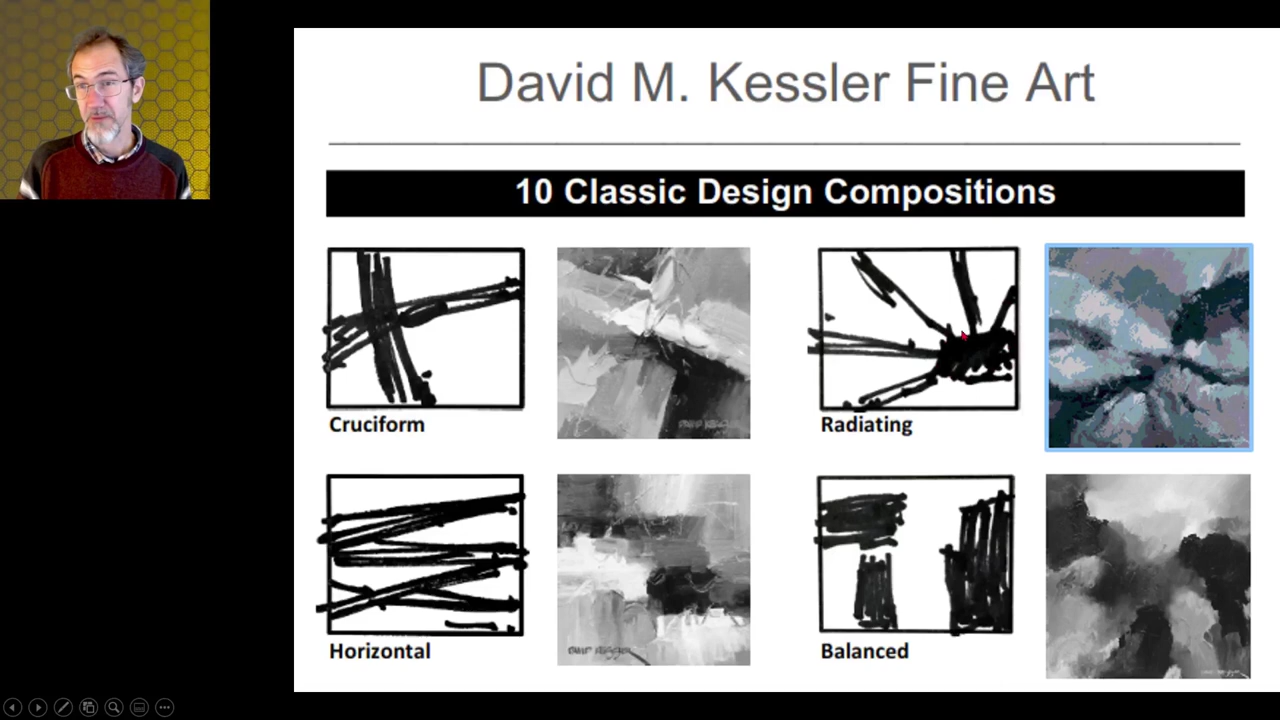 David M. Kessler Fine Art
10 Classic Design Compositions
Cruciform
Radiating
Horizontal
Balanced